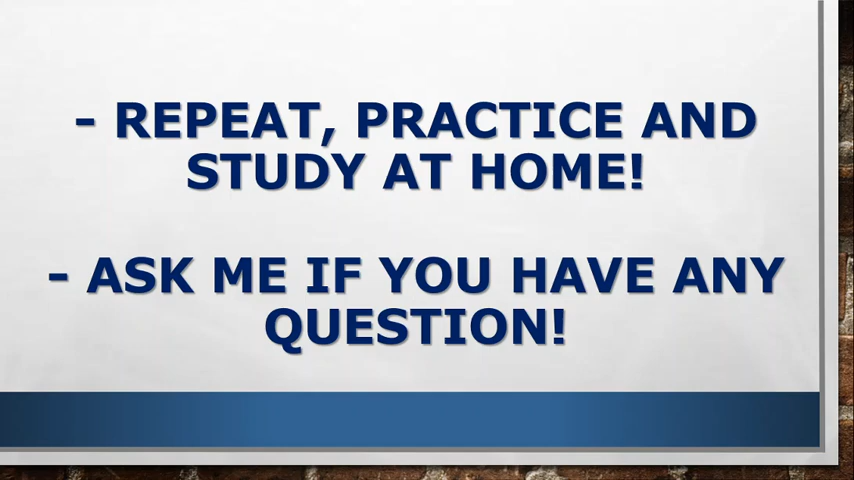 - REPEAT, PRACTICE AND
STUDY AT HOME!
- ASK ME IF YOU HAVE ANY
QUESTION!